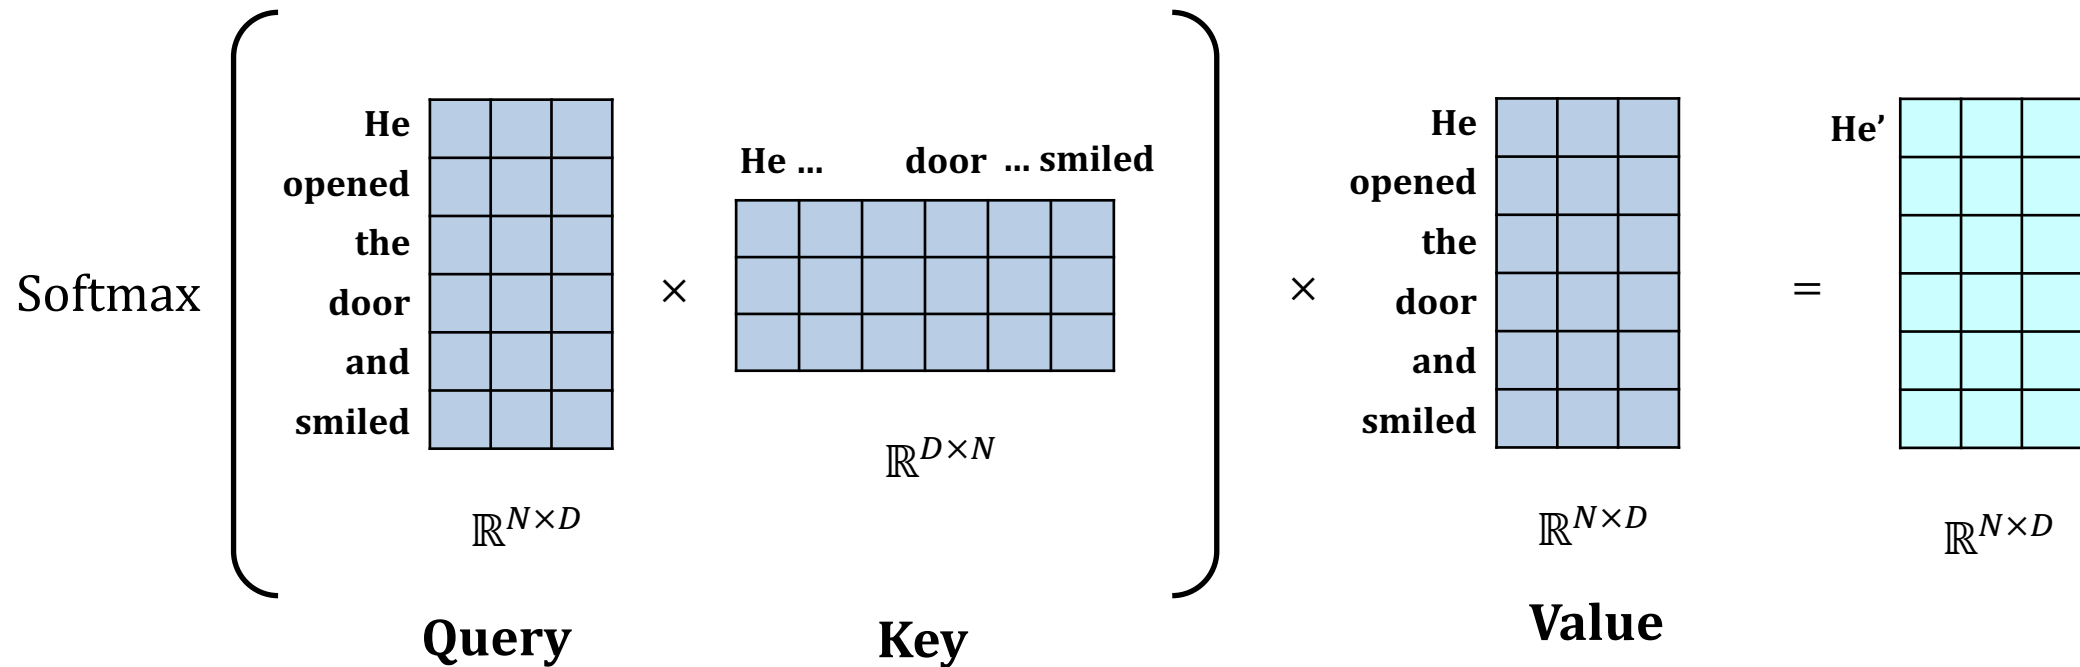 Softmax
He
opened
the
door
and
smiled
ℝ^{N×D}
Query
×
He ... door ... smiled
ℝ^{D×N}
Key
×
He
opened
the
door
and
smiled
ℝ^{N×D}
Value
=
He’
ℝ^{N×D}